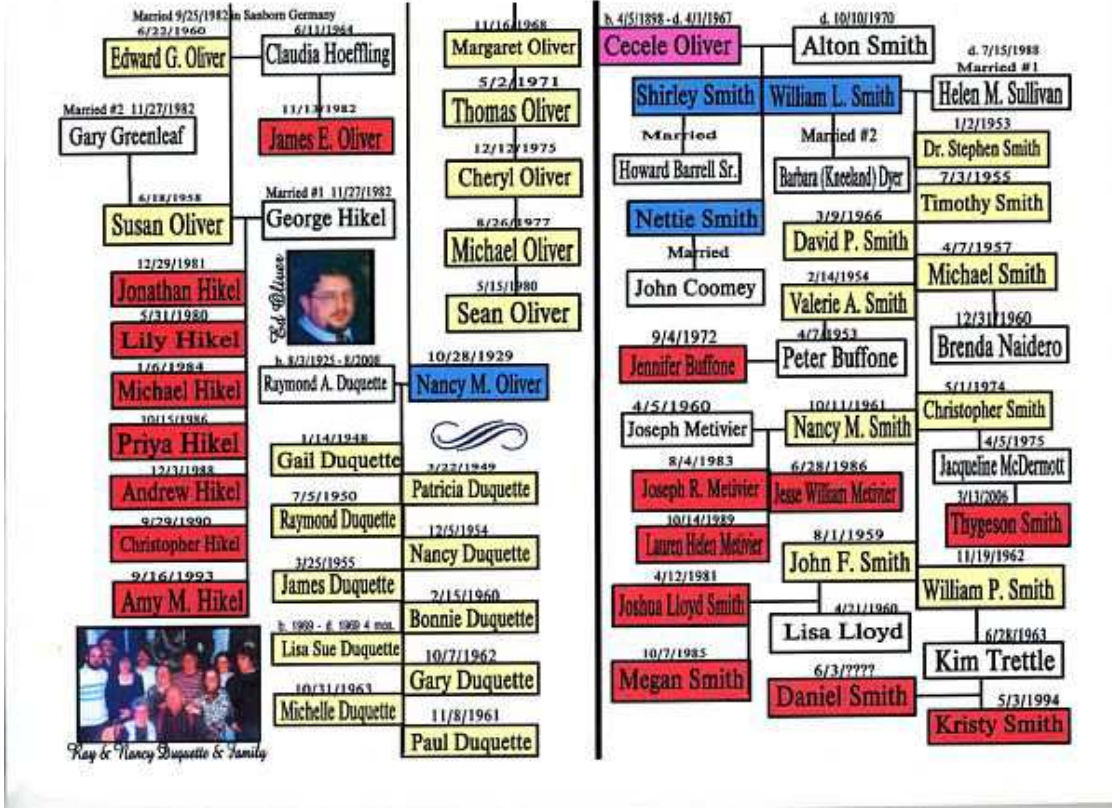 Married 9/25/1982 in Sanborn Germany
6/22/1960
Edward G. Oliver
6/11/1964
Claudia Hoeffling
11/13/1982
James E. Oliver
Married #2 11/27/1982
Gary Greenleaf
6/18/1958
Susan Oliver
Married #1 11/27/1982
George Hikel
12/29/1981
Jonathan Hikel
5/31/1980
Lily Hikel
1/6/1984
Michael Hikel
10/15/1986
Priya Hikel
12/3/1988
Andrew Hikel
9/29/1990
Christopher Hikel
9/16/1993
Amy M. Hikel
Ray & Nancy Duquette & Family
Ed Oliver
b. 8/3/1925 - 8/2008
Raymond A. Duquette
10/28/1929
Nancy M. Oliver
1/14/1948
Gail Duquette
3/22/1949
Patricia Duquette
7/5/1950
Raymond Duquette
12/5/1954
Nancy Duquette
3/25/1955
James Duquette
2/15/1960
Bonnie Duquette
b. 1969 - d. 1969 4 mos.
Lisa Sue Duquette
10/7/1962
Gary Duquette
10/31/1963
Michelle Duquette
11/8/1961
Paul Duquette
11/16/1968
Margaret Oliver
5/2/1971
Thomas Oliver
12/12/1975
Cheryl Oliver
8/26/1977
Michael Oliver
5/15/1980
Sean Oliver
b. 4/5/1898 - d. 4/1/1967
Cecele Oliver
d. 10/10/1970
Alton Smith
Shirley Smith
William L. Smith
d. 7/15/1988
Married #1
Helen M. Sullivan
Married
Howard Barrell Sr.
Married #2
Barbara (Kneeland) Dyer
1/2/1953
Dr. Stephen Smith
7/3/1955
Timothy Smith
Nettie Smith
Married
John Coomey
3/9/1966
David P. Smith
4/7/1957
Michael Smith
2/14/1954
Valerie A. Smith
12/31/1960
Brenda Naidero
9/4/1972
Jennifer Buffone
4/7/1953
Peter Buffone
5/1/1974
Christopher Smith
4/5/1960
Joseph Metivier
10/11/1961
Nancy M. Smith
4/5/1975
Jacqueline McDermott
8/4/1983
Joseph R. Metivier
6/28/1986
Jesse William Metivier
3/13/2006
Thygeson Smith
10/14/1989
Lauren Helen Metivier
8/1/1959
John F. Smith
11/19/1962
William P. Smith
4/12/1981
Joshua Lloyd Smith
4/21/1960
Lisa Lloyd
6/28/1963
Kim Trettle
10/7/1985
Megan Smith
6/3/????
Daniel Smith
5/3/1994
Kristy Smith